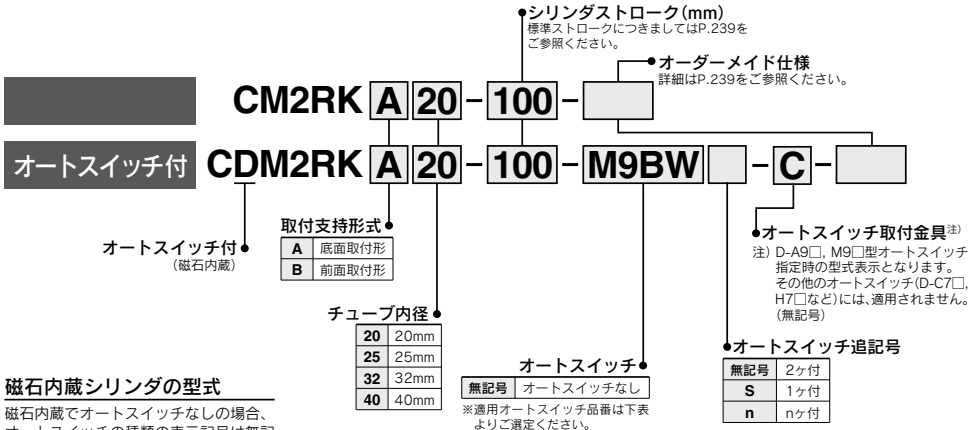 シリンダストローク(mm)
標準ストロークにつきましてはP.239を
ご参照ください。
オーダーメイド仕様
詳細はP.239をご参照ください。
CM2RK A 20 - 100 -
オートスイッチ付 CDM2RK A 20 - 100 - M9BW - C -
オートスイッチ付
(磁石内蔵)
取付支持形式
A 底面取付形
B 前面取付形
チューブ内径
20 20mm
25 25mm
32 32mm
40 40mm
オートスイッチ
無記号 オートスイッチなし
※適用オートスイッチ品番は下表
よりご選定ください。
オートスイッチ取付金具注)
注) D-A9□, M9□型オートスイッチ
指定時の型式表示となります。
その他のオートスイッチ(D-C7□,
H7□など)には、適用されません。
(無記号)
オートスイッチ追記号
無記号 2ヶ付
S 1ヶ付
n nヶ付
磁石内蔵シリンダの型式
磁石内蔵でオートスイッチなしの場合、